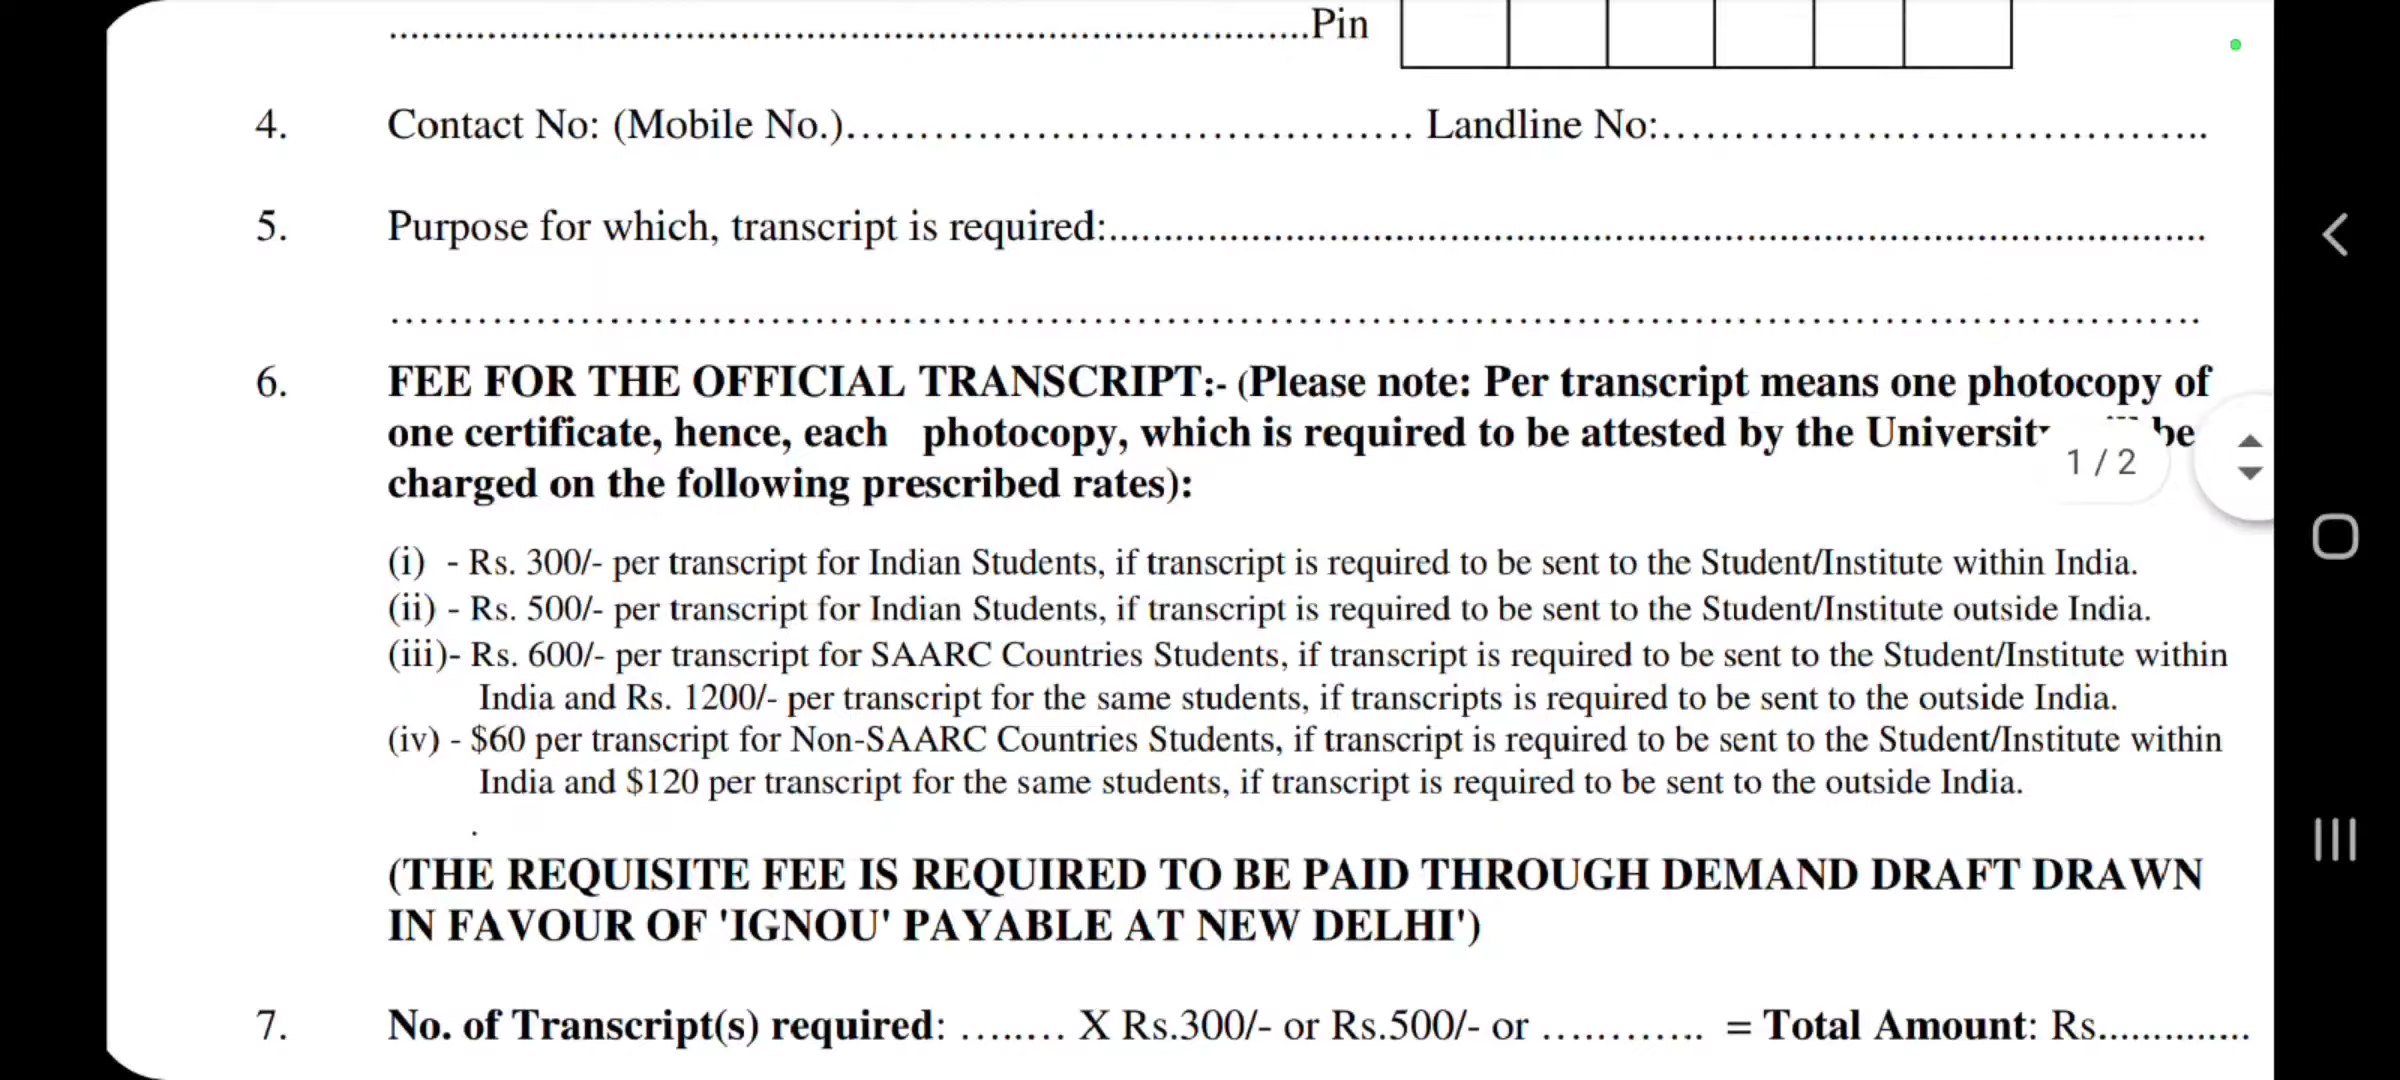 ....................................................................................Pin
4. Contact No: (Mobile No.)………………………………. Landline No:……………………………..
5. Purpose for which, transcript is required:....................................................................................................
………………………………………………………………………………………………………
6. FEE FOR THE OFFICIAL TRANSCRIPT:- (Please note: Per transcript means one photocopy of
one certificate, hence, each photocopy, which is required to be attested by the be
1 / 2
charged on the following prescribed rates):
(i) - Rs. 300/- per transcript for Indian Students, if transcript is required to be sent to the Student/Institute within India.
(ii) - Rs. 500/- per transcript for Indian Students, if transcript is required to be sent to the Student/Institute outside India.
(iii)- Rs. 600/- per transcript for SAARC Countries Students, if transcript is required to be sent to the Student/Institute within
India and Rs. 1200/- per transcript for the same students, if transcripts is required to be sent to the outside India.
(iv) - $60 per transcript for Non-SAARC Countries Students, if transcript is required to be sent to the Student/Institute within
India and $120 per transcript for the same students, if transcript is required to be sent to the outside India.
.
(THE REQUISITE FEE IS REQUIRED TO BE PAID THROUGH DEMAND DRAFT DRAWN
IN FAVOUR OF 'IGNOU' PAYABLE AT NEW DELHI')
7. No. of Transcript(s) required: …….. X Rs.300/- or Rs.500/- or ………… = Total Amount: Rs..............